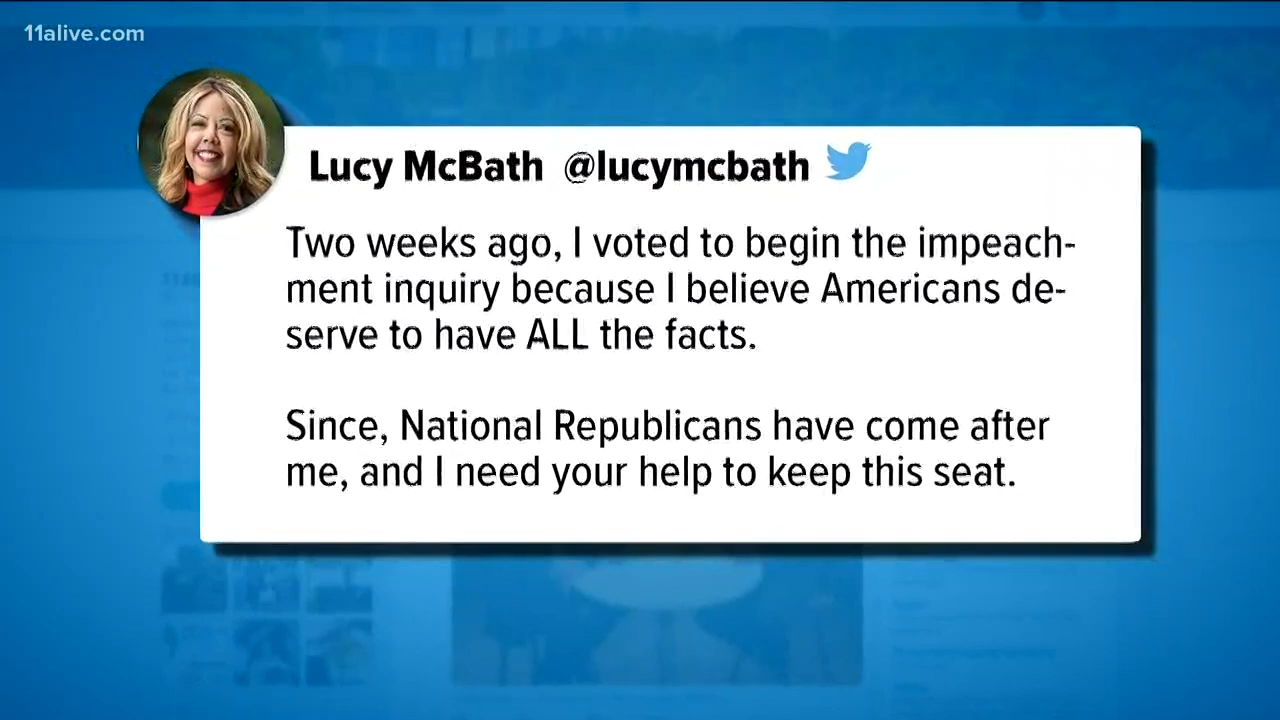 11alive.com
Lucy McBath @lucymcbath
Two weeks ago, I voted to begin the impeach-
ment inquiry because I believe Americans de-
serve to have ALL the facts.
Since, National Republicans have come after
me, and I need your help to keep this seat.